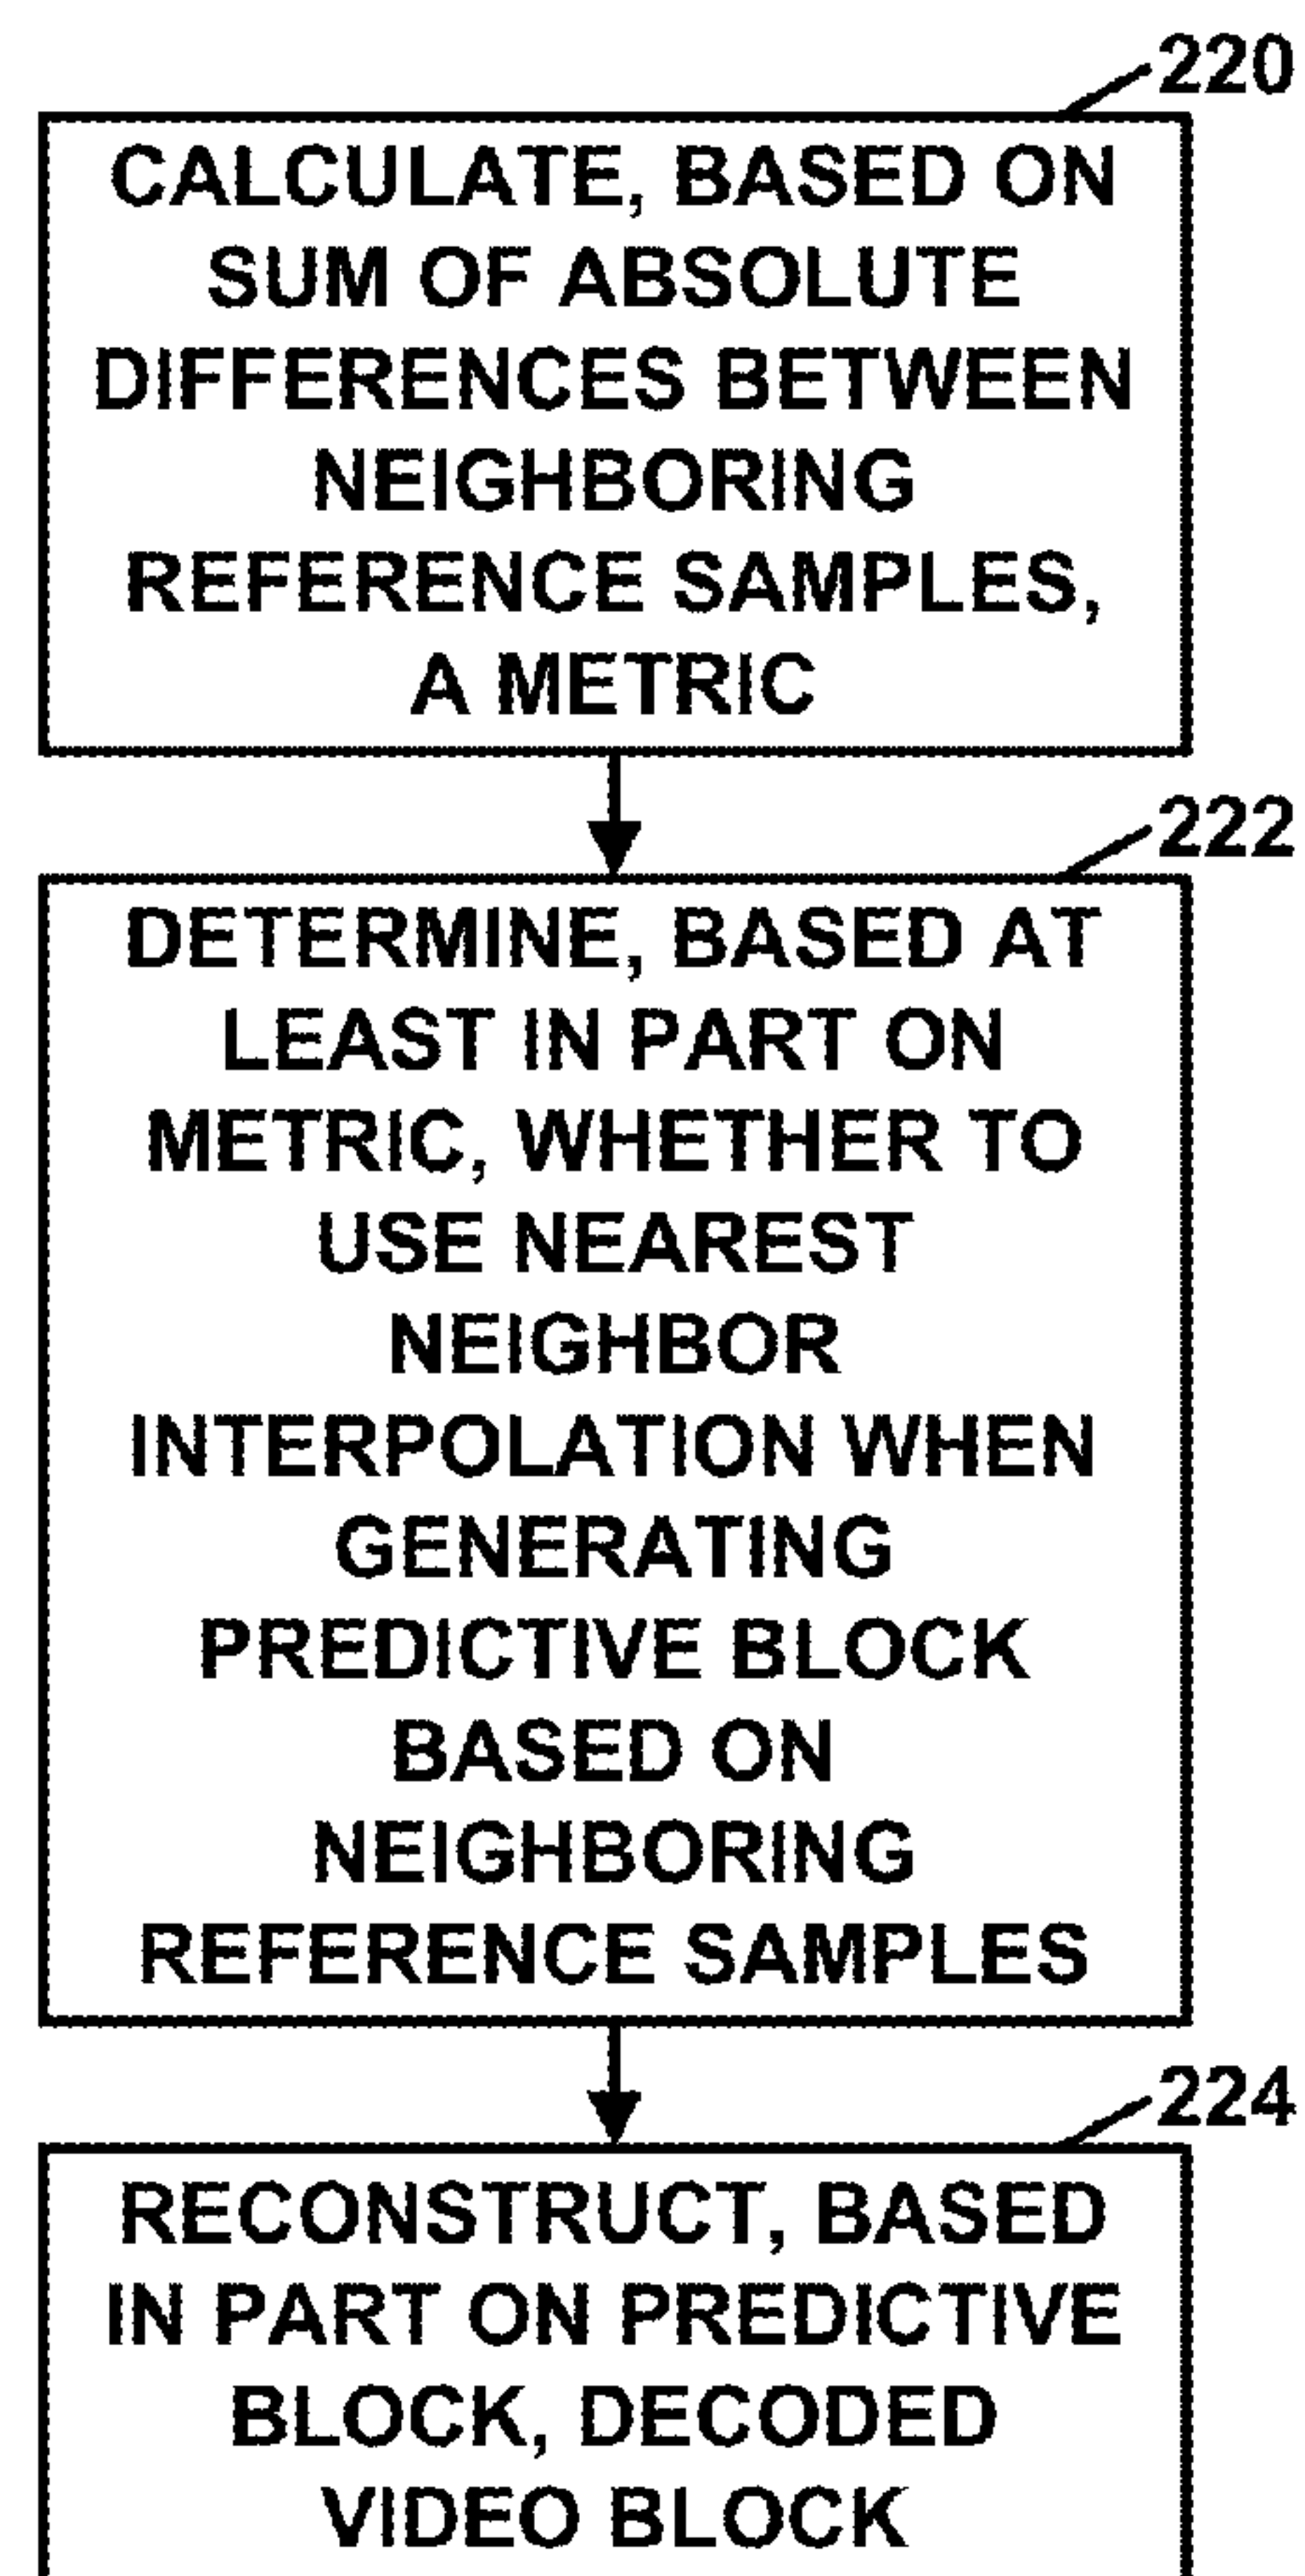 220
CALCULATE, BASED ON
SUM OF ABSOLUTE
DIFFERENCES BETWEEN
NEIGHBORING
REFERENCE SAMPLES,
A METRIC
222
DETERMINE, BASED AT
LEAST IN PART ON
METRIC, WHETHER TO
USE NEAREST
NEIGHBOR
INTERPOLATION WHEN
GENERATING
PREDICTIVE BLOCK
BASED ON
NEIGHBORING
REFERENCE SAMPLES
224
RECONSTRUCT, BASED
IN PART ON PREDICTIVE
BLOCK, DECODED
VIDEO BLOCK